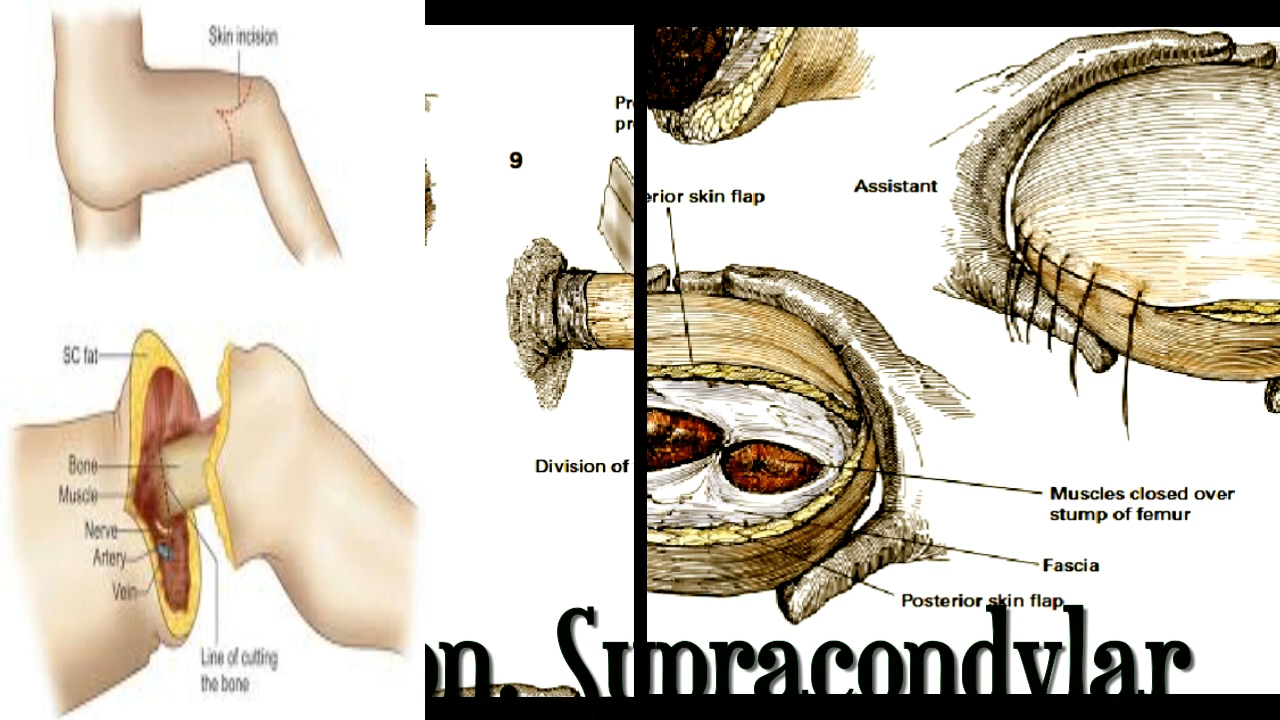 Skin incision
SC fat
Bone
Muscle
Nerve
Artery
Vein
Line of cutting
the bone
9
Division of
erior skin flap
Assistant
Muscles closed over
stump of femur
Fascia
Posterior skin flap
on, Supracondylar